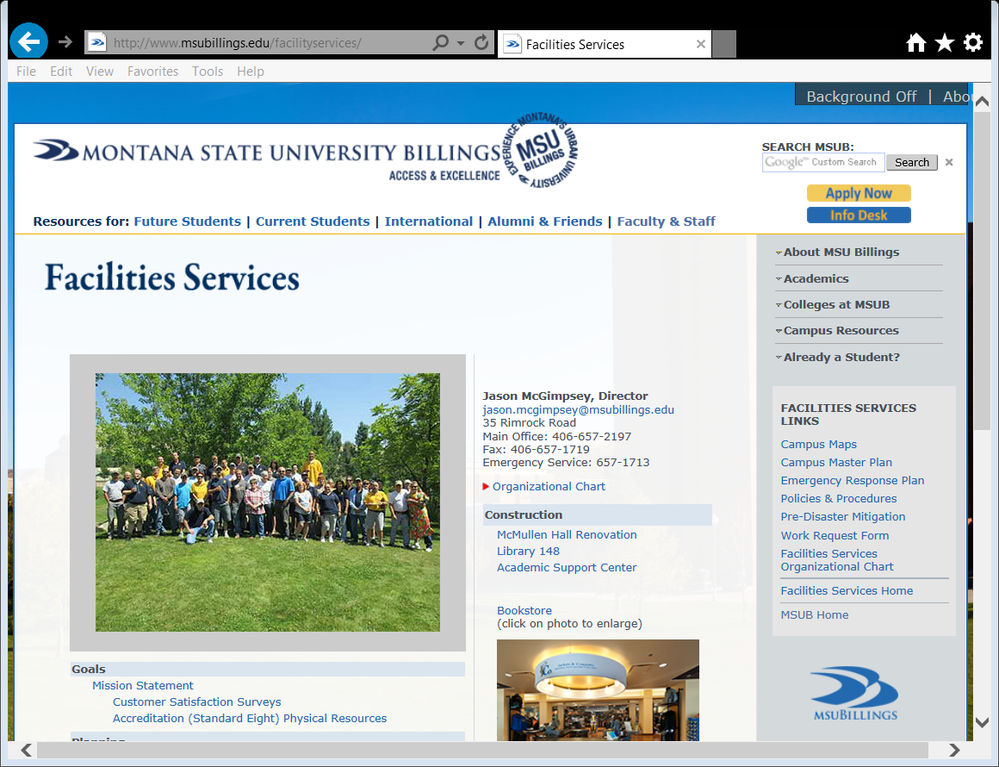 http://www.msubillings.edu/facilityservices/
Facilities Services
File Edit View Favorites Tools Help
Background Off | Abou
MONTANA STATE UNIVERSITY BILLINGS
ACCESS & EXCELLENCE
EXPERIENCE MONTANA'S URBAN UNIVERSITY
MSU
BILLINGS
SEARCH MSUB:
Google™ Custom Search
Search
Apply Now
Info Desk
Resources for: Future Students | Current Students | International | Alumni & Friends | Faculty & Staff
Facilities Services
Jason McGimpsey, Director
jason.mcgimpsey@msubillings.edu
35 Rimrock Road
Main Office: 406-657-2197
Fax: 406-657-1719
Emergency Service: 657-1713
Organizational Chart
Construction
McMullen Hall Renovation
Library 148
Academic Support Center
Bookstore
(click on photo to enlarge)
Goals
Mission Statement
Customer Satisfaction Surveys
Accreditation (Standard Eight) Physical Resources
Planning
About MSU Billings
Academics
Colleges at MSUB
Campus Resources
Already a Student?
FACILITIES SERVICES
LINKS
Campus Maps
Campus Master Plan
Emergency Response Plan
Policies & Procedures
Pre-Disaster Mitigation
Work Request Form
Facilities Services
Organizational Chart
Facilities Services Home
MSUB Home
MSUBILLINGS